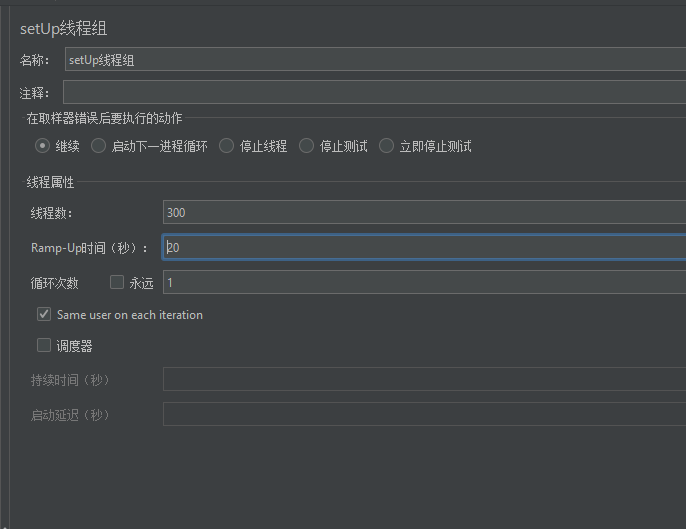 setUp线程组
名称： setUp线程组
注释：
在取样器错误后要执行的动作
继续 启动下一进程循环 停止线程 停止测试 立即停止测试
线程属性
线程数： 300
Ramp-Up时间（秒）： 20
循环次数 永远 1
Same user on each iteration
调度器
持续时间（秒）
启动延迟（秒）